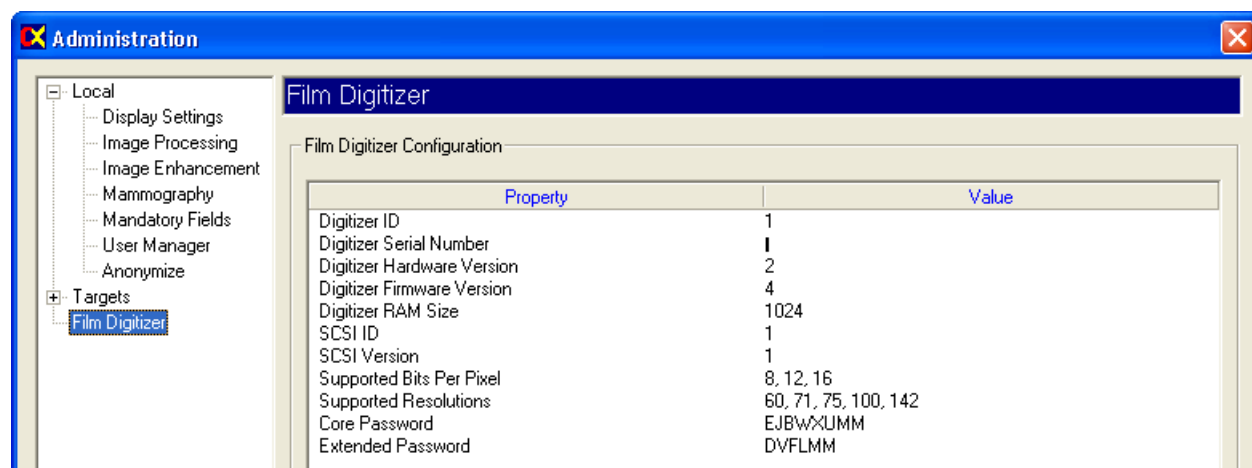 Administration
Local
Display Settings
Image Processing
Image Enhancement
Mammography
Mandatory Fields
User Manager
Anonymize
Targets
Film Digitizer
Film Digitizer
Film Digitizer Configuration
Property Value
Digitizer ID 1
Digitizer Serial Number
Digitizer Hardware Version 2
Digitizer Firmware Version 4
Digitizer RAM Size 1024
SCSI ID 1
SCSI Version 1
Supported Bits Per Pixel 8, 12, 16
Supported Resolutions 60, 71, 75, 100, 142
Core Password EJBWXUMM
Extended Password DVFLMM